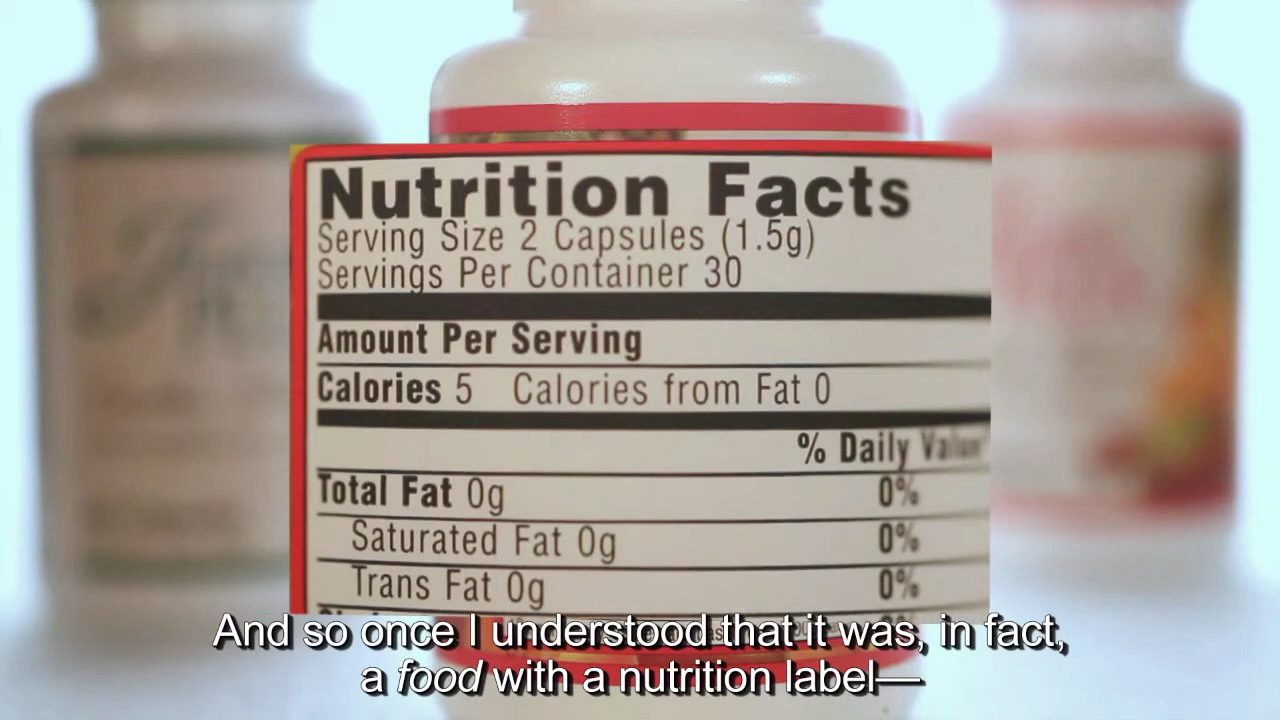 Nutrition Facts
Serving Size 2 Capsules (1.5g)
Servings Per Container 30
Amount Per Serving
Calories 5 Calories from Fat 0
% Daily Value*
Total Fat 0g 0%
Saturated Fat 0g 0%
Trans Fat 0g 0%
And so once I understood that it was, in fact,
a food with a nutrition label—